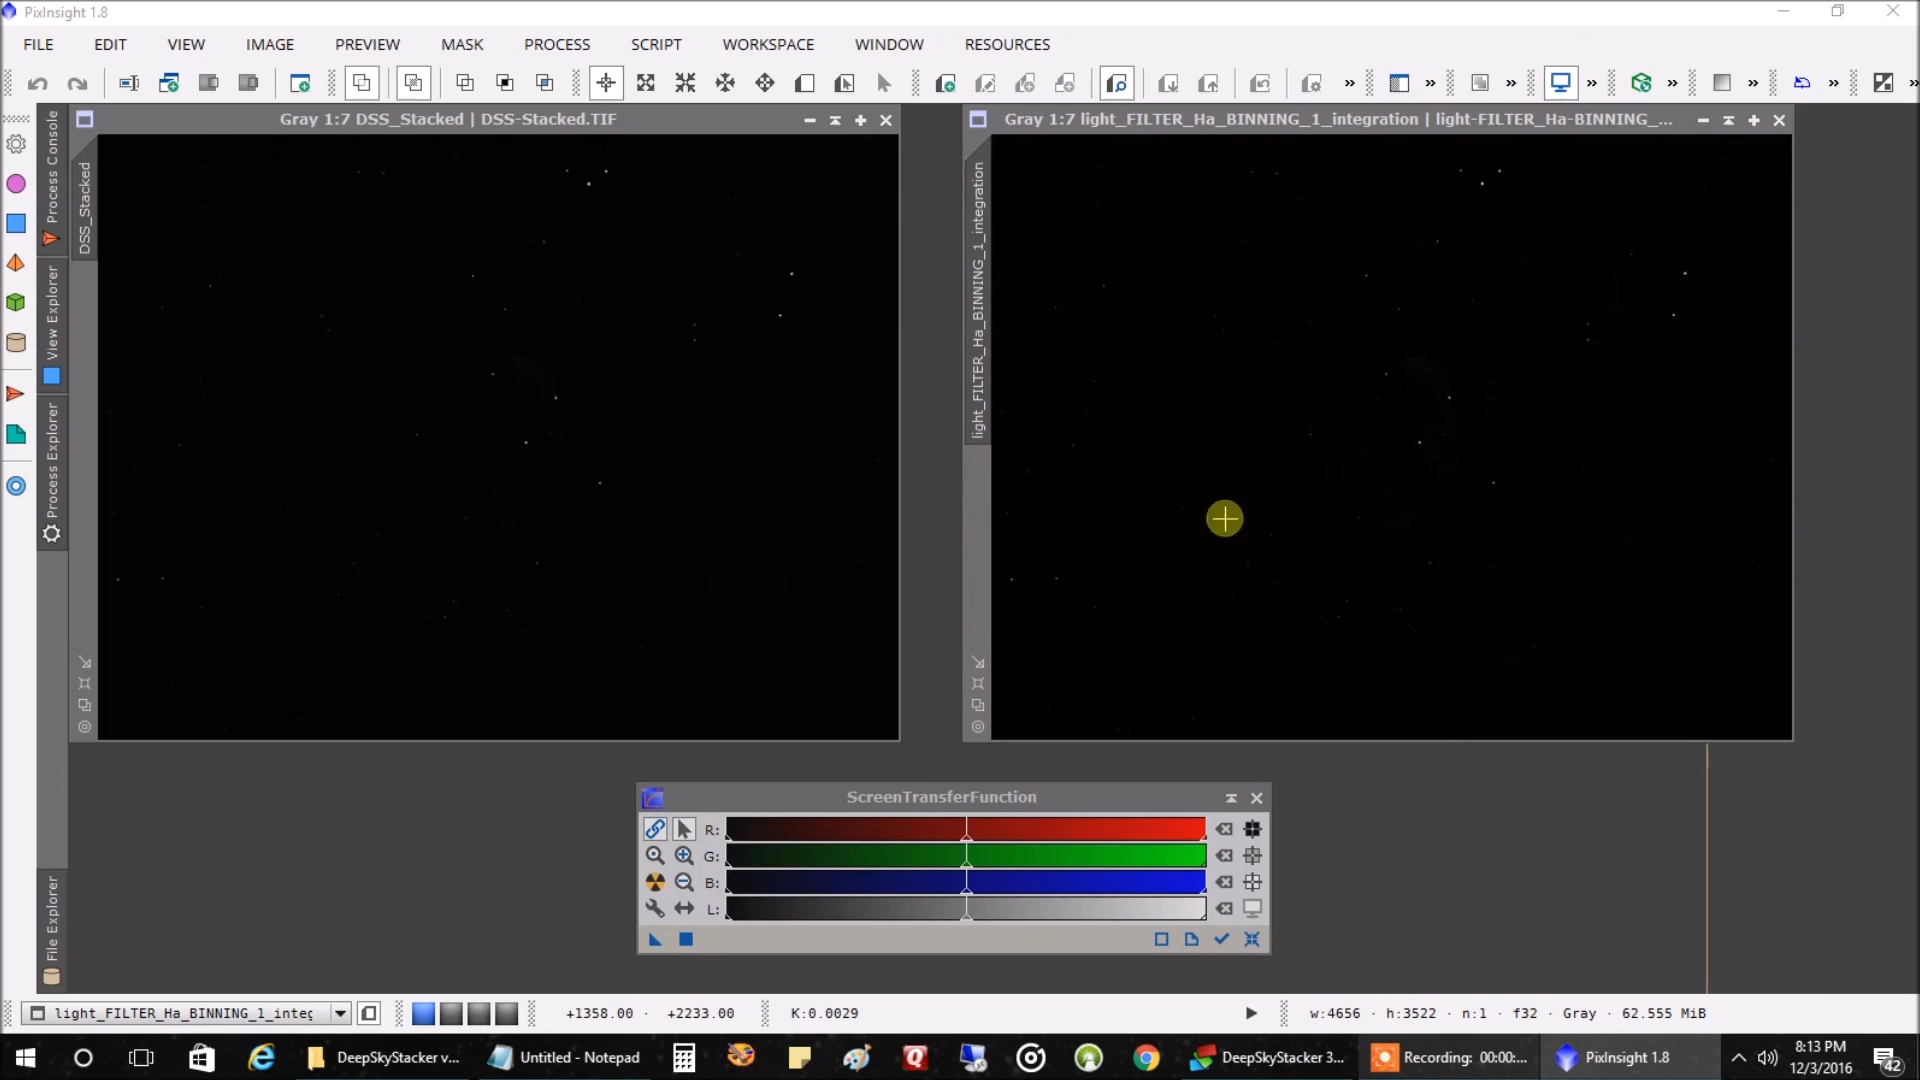 PixInsight 1.8
FILE EDIT VIEW IMAGE PREVIEW MASK PROCESS SCRIPT WORKSPACE WINDOW RESOURCES
Gray 1:7 DSS_Stacked | DSS-Stacked.TIF
Gray 1:7 light_FILTER_Ha_BINNING_1_integration | light-FILTER_Ha-BINNING_...
Process Console
View Explorer
Process Explorer
File Explorer
DSS_Stacked
light_FILTER_Ha_BINNING_1_integration
ScreenTransferFunction
R:
G:
B:
L:
light_FILTER_Ha_BINNING_1_integ +1358.00 · +2233.00 K:0.0029 w:4656 · h:3522 · n:1 · f32 · Gray · 62.555 MiB
DeepSkyStacker v... Untitled - Notepad DeepSkyStacker 3... Recording: 00:00:... PixInsight 1.8 8:13 PM
12/3/2016 42